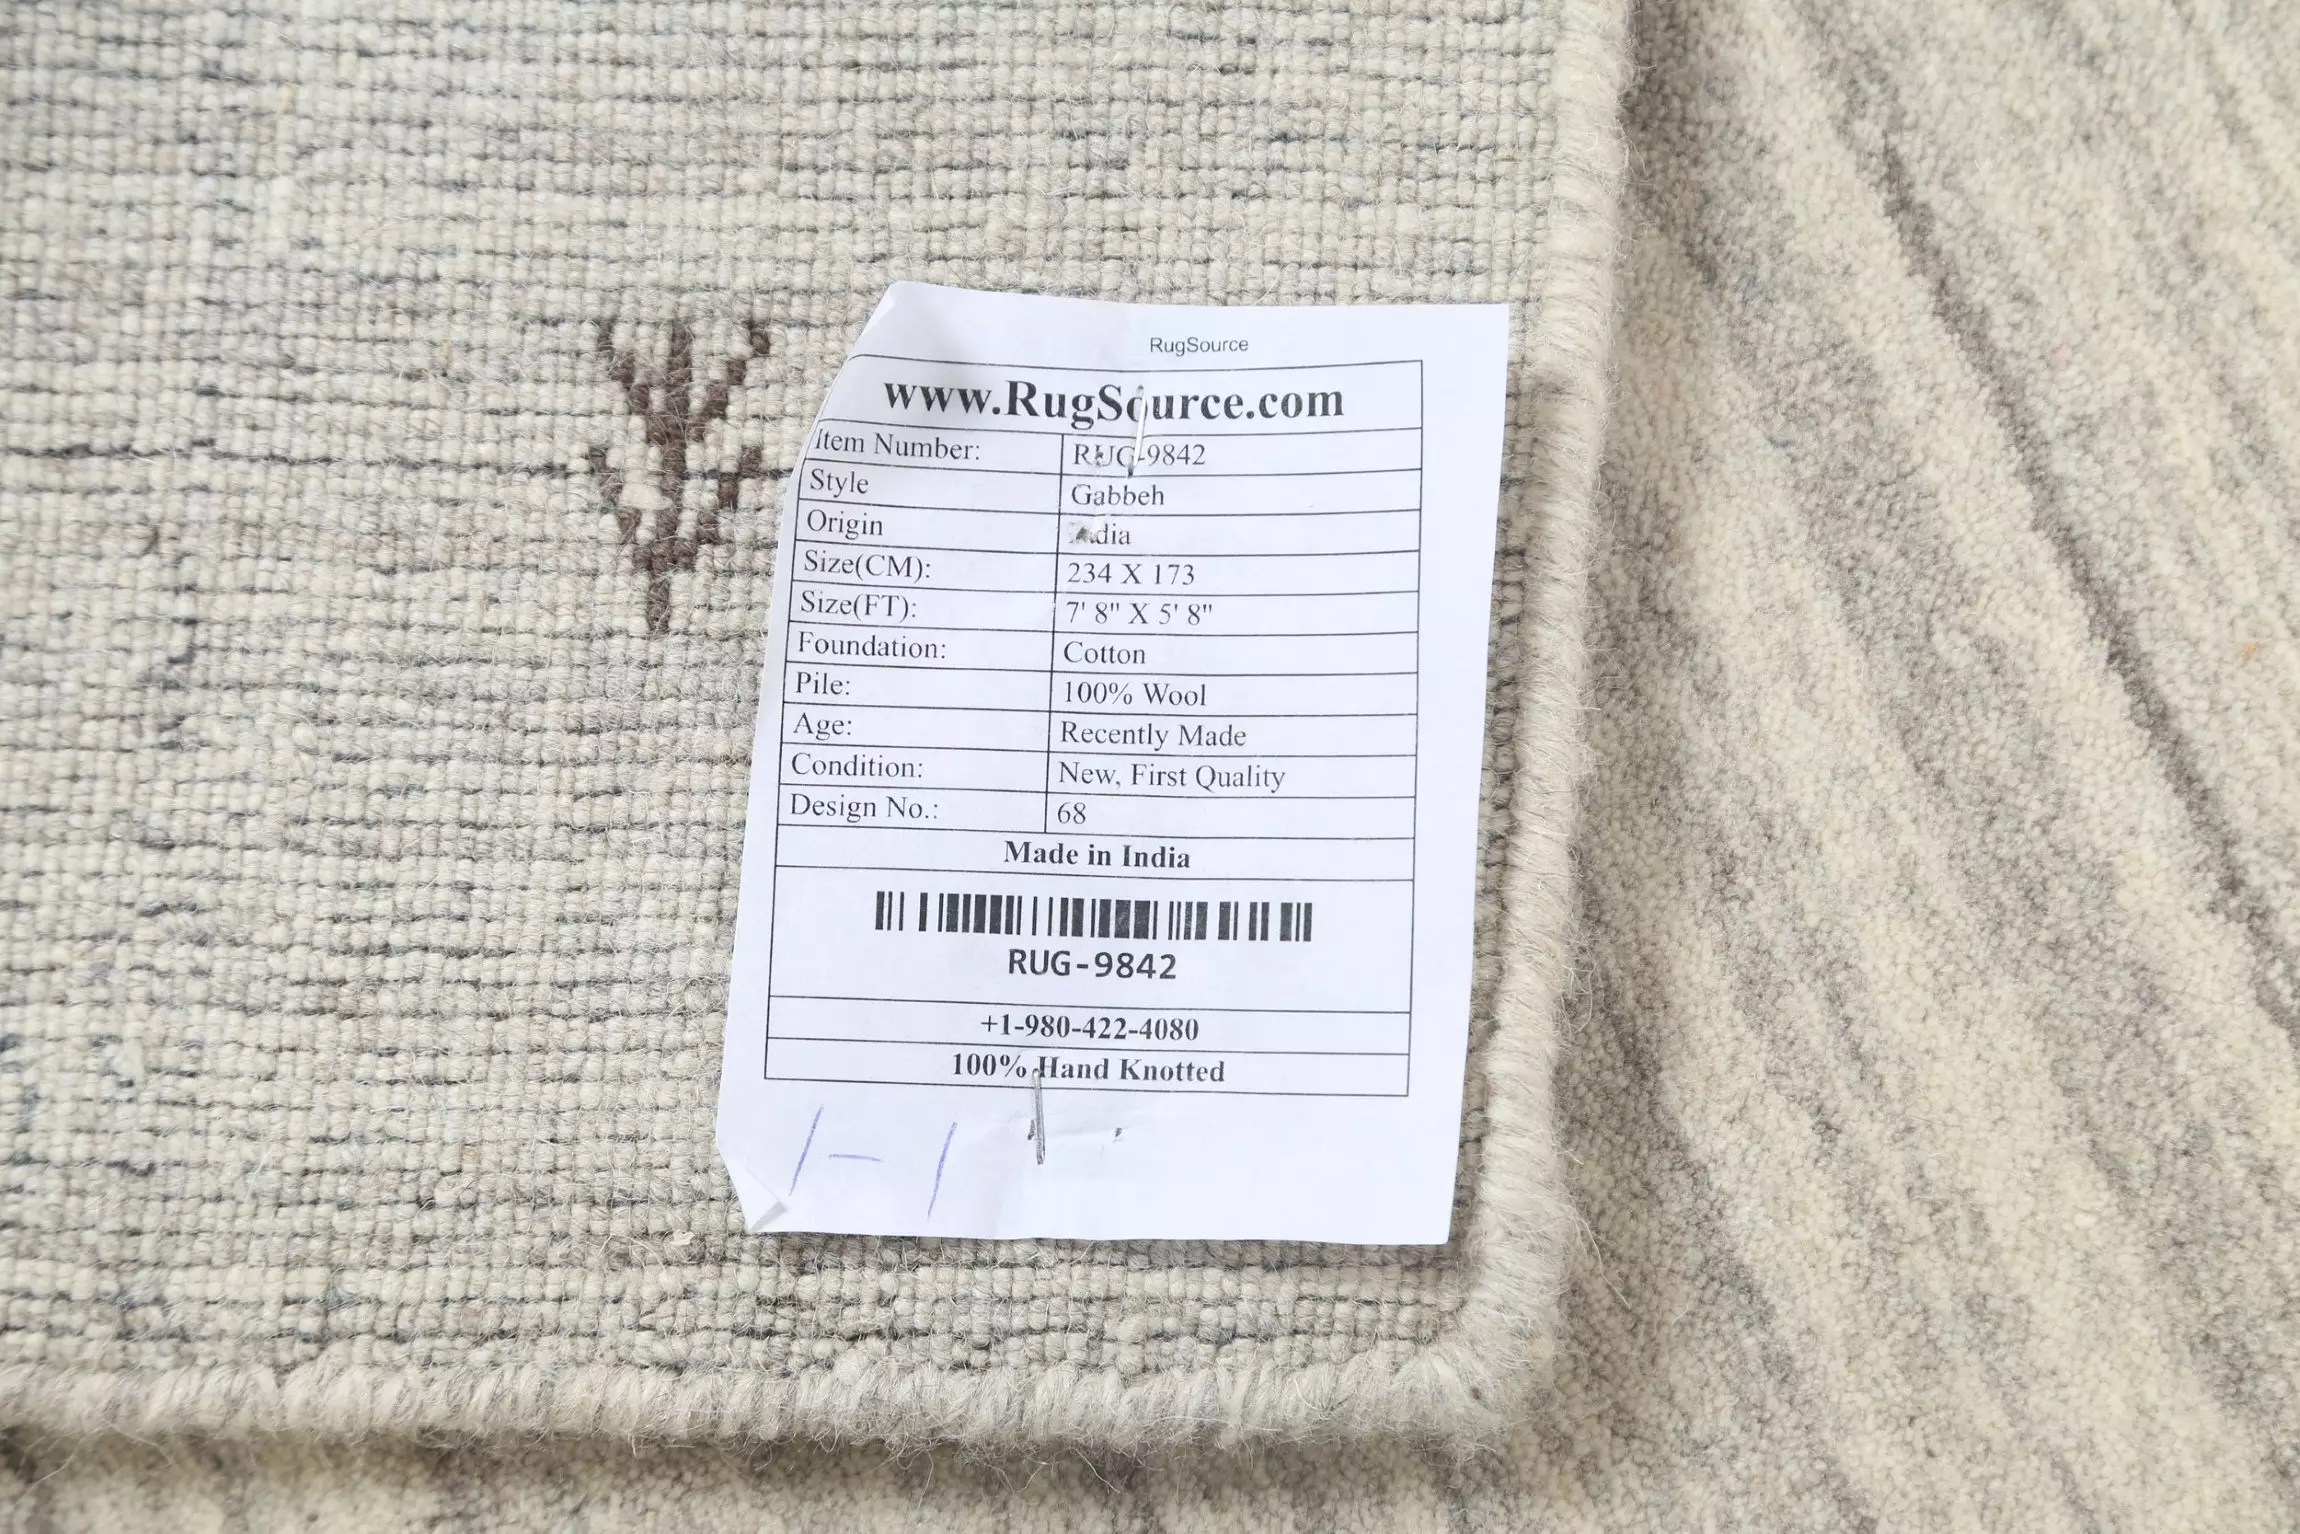 RugSource
www.RugSource.com
Item Number: RUG-9842
Style Gabbeh
Origin India
Size(CM): 234 X 173
Size(FT): 7' 8" X 5' 8"
Foundation: Cotton
Pile: 100% Wool
Age: Recently Made
Condition: New, First Quality
Design No.: 68
Made in India
RUG-9842
+1-980-422-4080
100% Hand Knotted
1-1